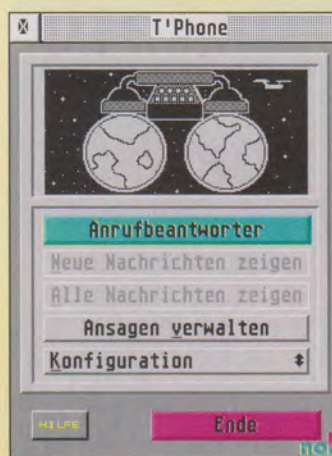 T'Phone
Anrufbeantworter
Neue Nachrichten zeigen
Alle Nachrichten zeigen
Ansagen verwalten
Konfiguration
HILFE
Ende